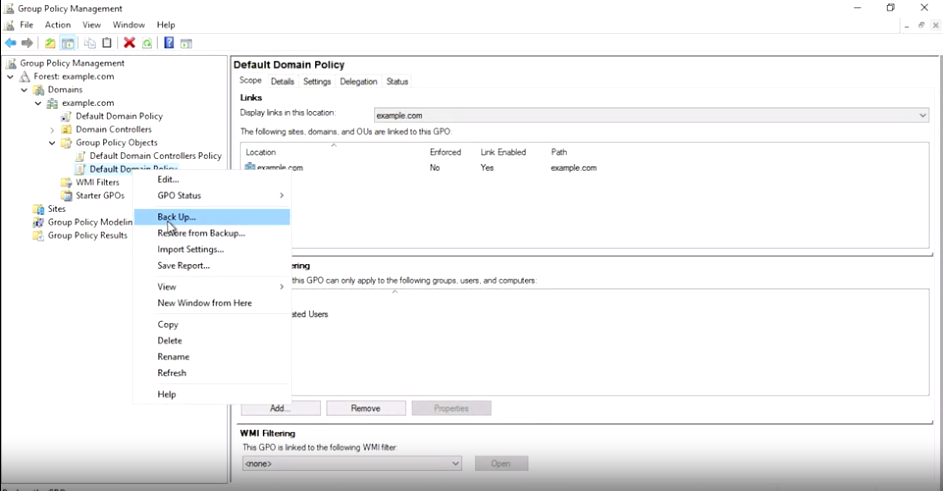 Group Policy Management
File Action View Window Help
Group Policy Management
Forest: example.com
Domains
example.com
Default Domain Policy
Domain Controllers
Group Policy Objects
Default Domain Controllers Policy
Default Domain Policy
WMI Filters
Starter GPOs
Sites
Group Policy Modelin
Group Policy Results
Edit...
GPO Status
Back Up...
Restore from Backup...
Import Settings...
Save Report...
View
New Window from Here
Copy
Delete
Rename
Refresh
Help
Default Domain Policy
Scope Details Settings Delegation Status
Links
Display links in this location: example.com
The following sites, domains, and OUs are linked to this GPO:
Location Enforced Link Enabled Path
example.com No Yes example.com
ering
this GPO can only apply to the following groups, users, and computers:
ated Users
Add... Remove Properties
WMI Filtering
This GPO is linked to the following WMI filter:
<none> Open